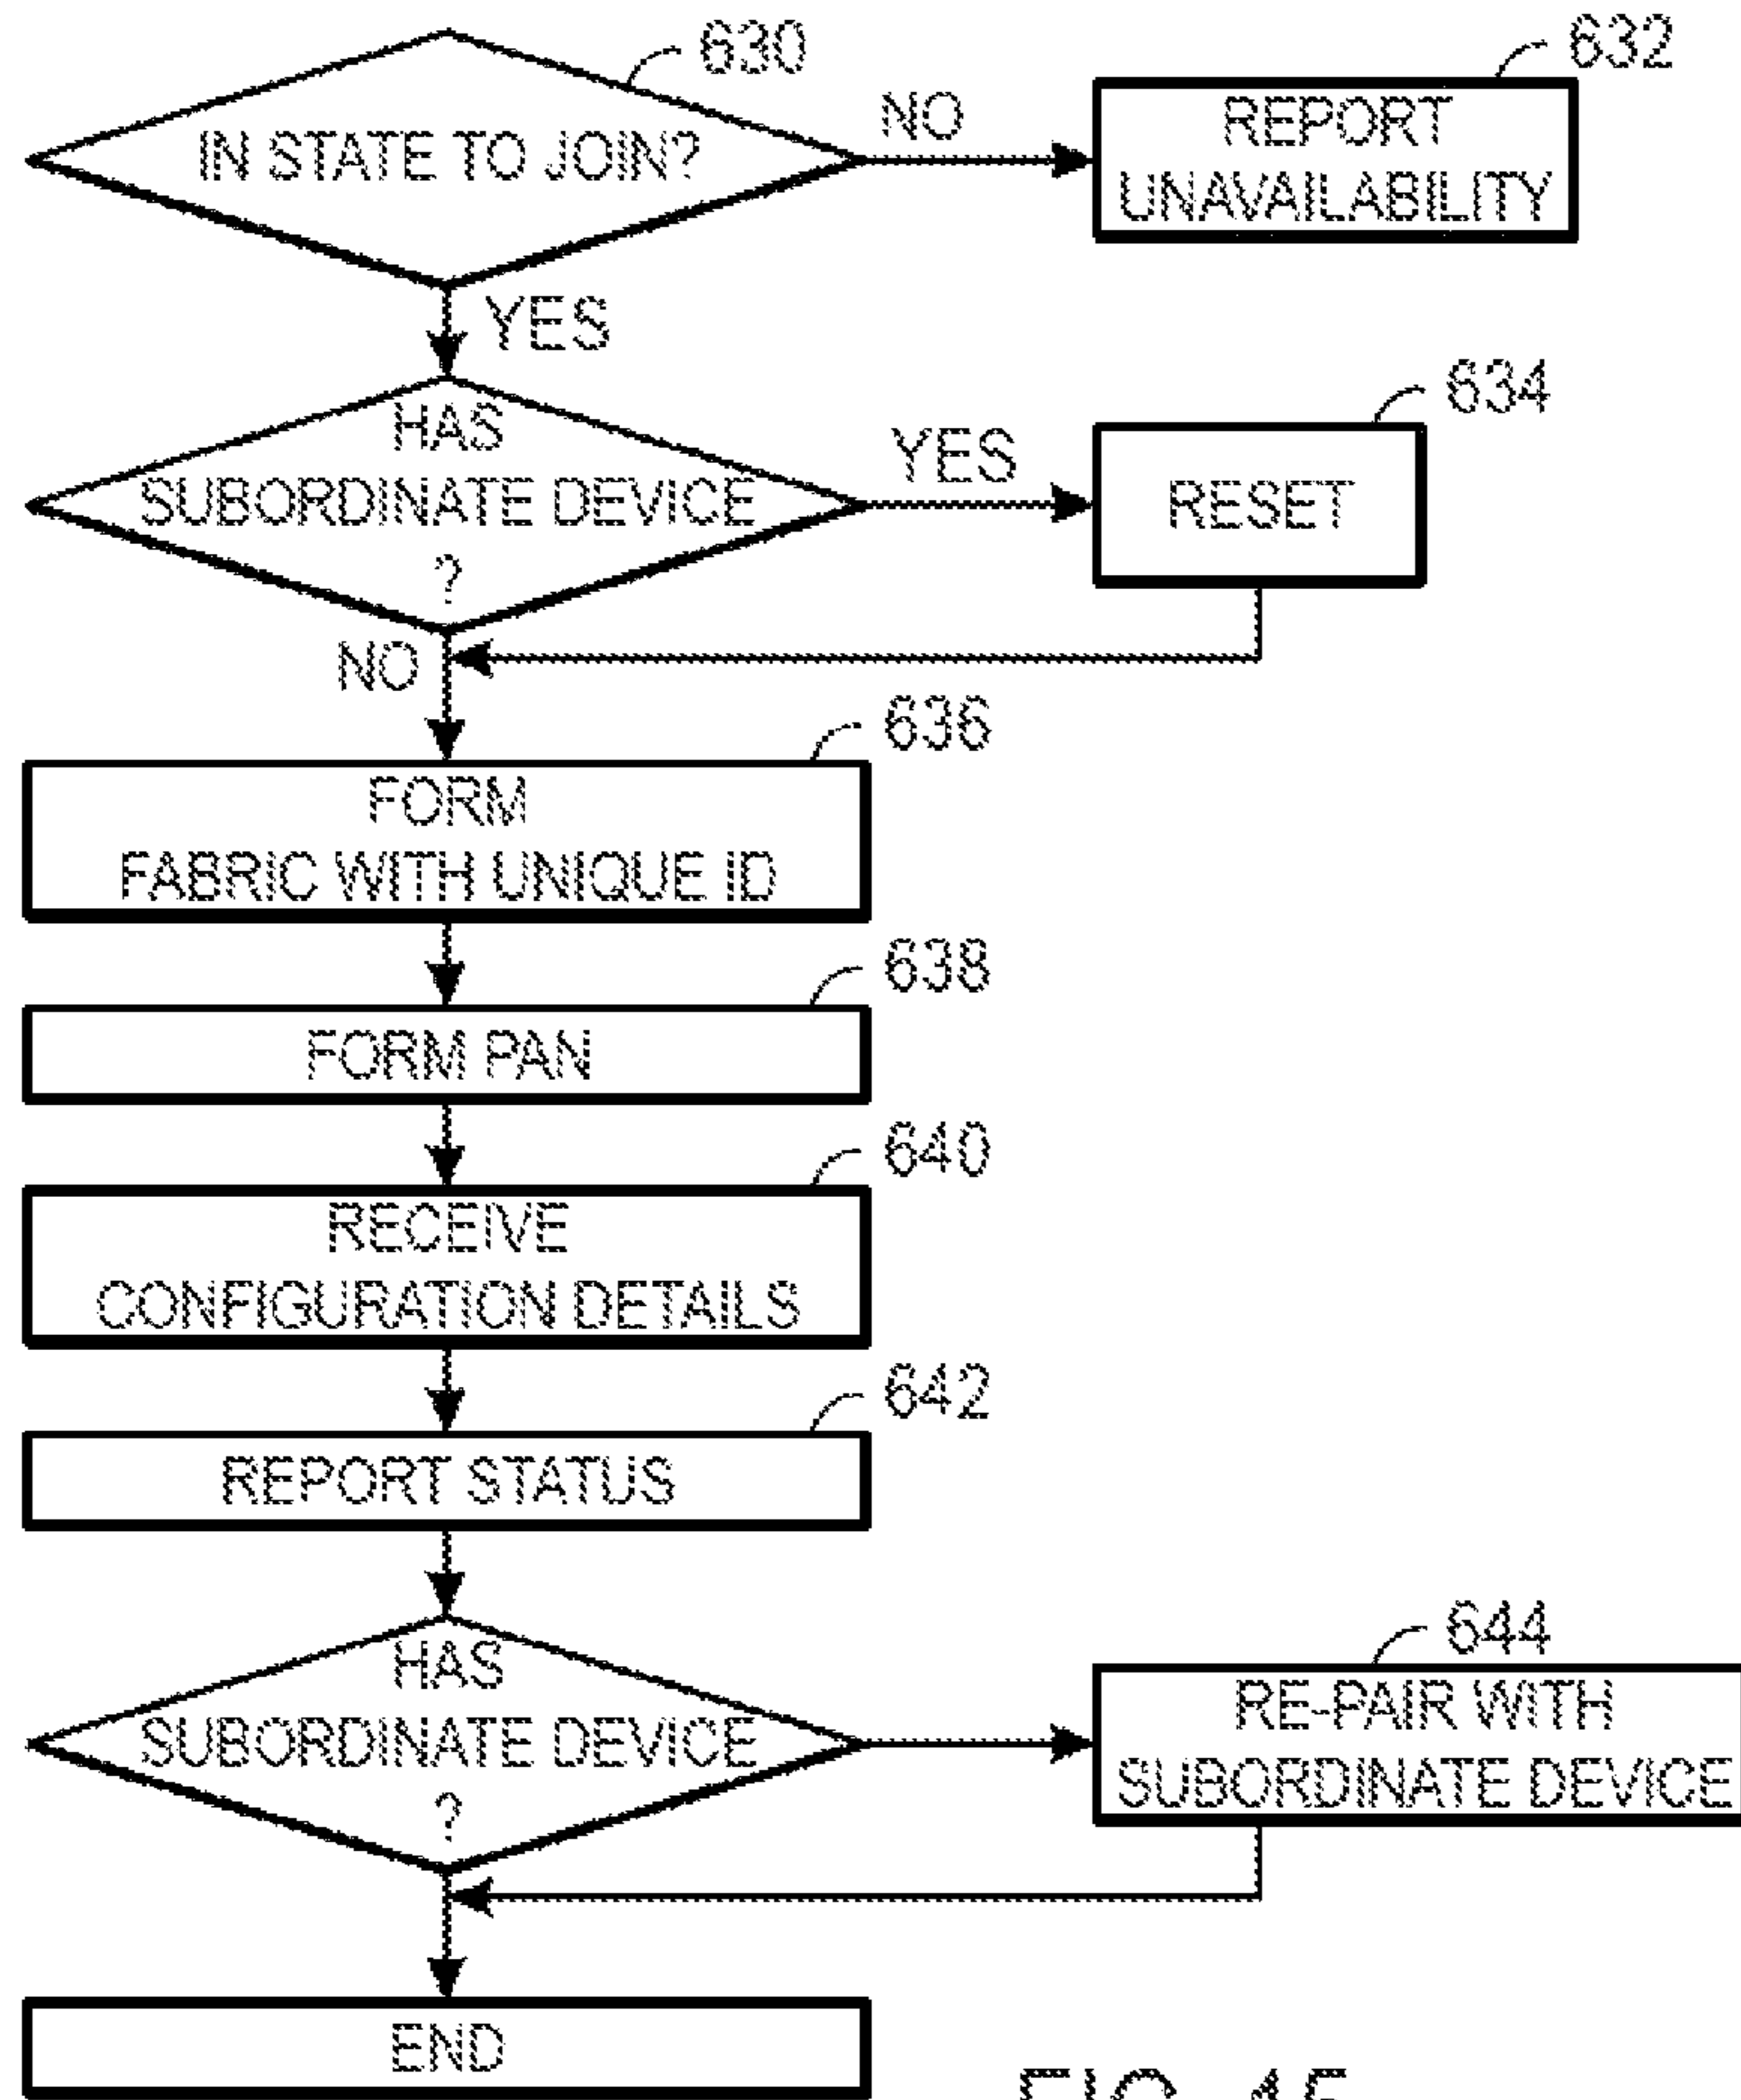 630
IN STATE TO JOIN?
NO
632
REPORT
UNAVAILABILITY
YES
HAS
SUBORDINATE DEVICE
?
YES
634
RESET
NO
636
FORM
FABRIC WITH UNIQUE ID
638
FORM PAN
640
RECEIVE
CONFIGURATION DETAILS
642
REPORT STATUS
HAS
SUBORDINATE DEVICE
?
644
RE-PAIR WITH
SUBORDINATE DEVICE
END
FIG. 15